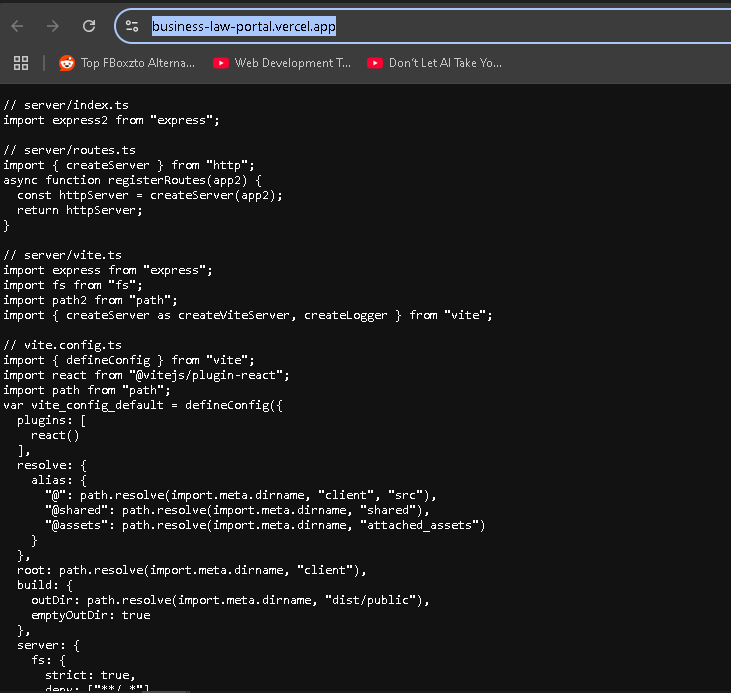 business-law-portal.vercel.app
Top FBoxzto Alterna...
Web Development T...
Don't Let AI Take Yo...
// server/index.ts
import express2 from "express";
// server/routes.ts
import { createServer } from "http";
async function registerRoutes(app2) {
  const httpServer = createServer(app2);
  return httpServer;
}
// server/vite.ts
import express from "express";
import fs from "fs";
import path2 from "path";
import { createServer as createViteServer, createLogger } from "vite";
// vite.config.ts
import { defineConfig } from "vite";
import react from "@vitejs/plugin-react";
import path from "path";
var vite_config_default = defineConfig({
  plugins: [
    react()
  ],
  resolve: {
    alias: {
      "@": path.resolve(import.meta.dirname, "client", "src"),
      "@shared": path.resolve(import.meta.dirname, "shared"),
      "@assets": path.resolve(import.meta.dirname, "attached_assets")
    }
  },
  root: path.resolve(import.meta.dirname, "client"),
  build: {
    outDir: path.resolve(import.meta.dirname, "dist/public"),
    emptyOutDir: true
  },
  server: {
    fs: {
      strict: true,
      deny: ["**/.*"]